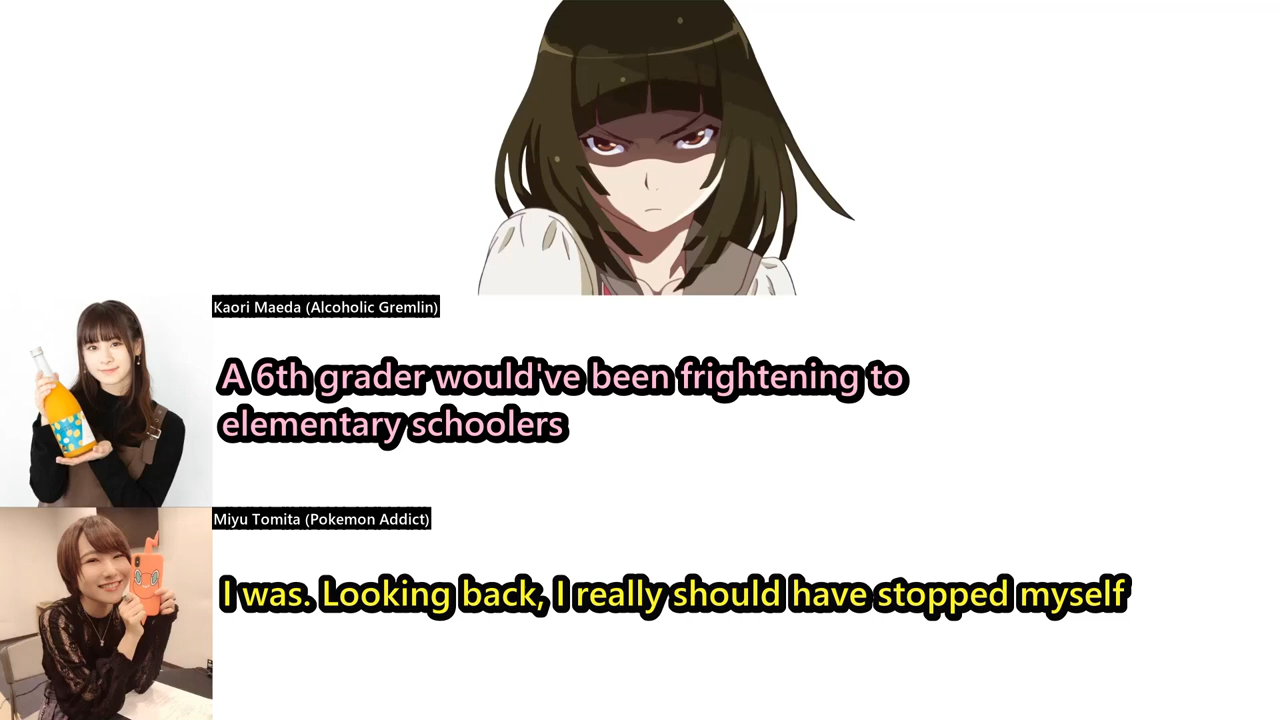 Kaori Maeda (Alcoholic Gremlin)
A 6th grader would've been frightening to
elementary schoolers
Miyu Tomita (Pokemon Addict)
I was. Looking back, I really should have stopped myself